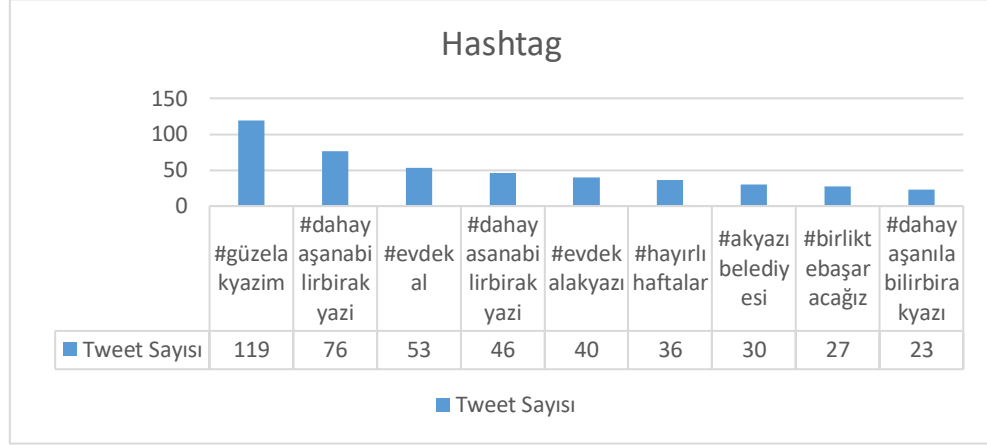 Hashtag
150
100
50
0
#güzela
kyazim
#dahay
aşanabi
lirbirak
yazi
#evdek
al
#dahay
asanabi
lirbirak
yazi
#evdek
alakyazı
#hayırlı
haftalar
#akyazı
belediy
esi
#birlikt
ebaşar
acağız
#dahay
aşanıla
bilirbira
kyazı
Tweet Sayısı 119 76 53 46 40 36 30 27 23
Tweet Sayısı